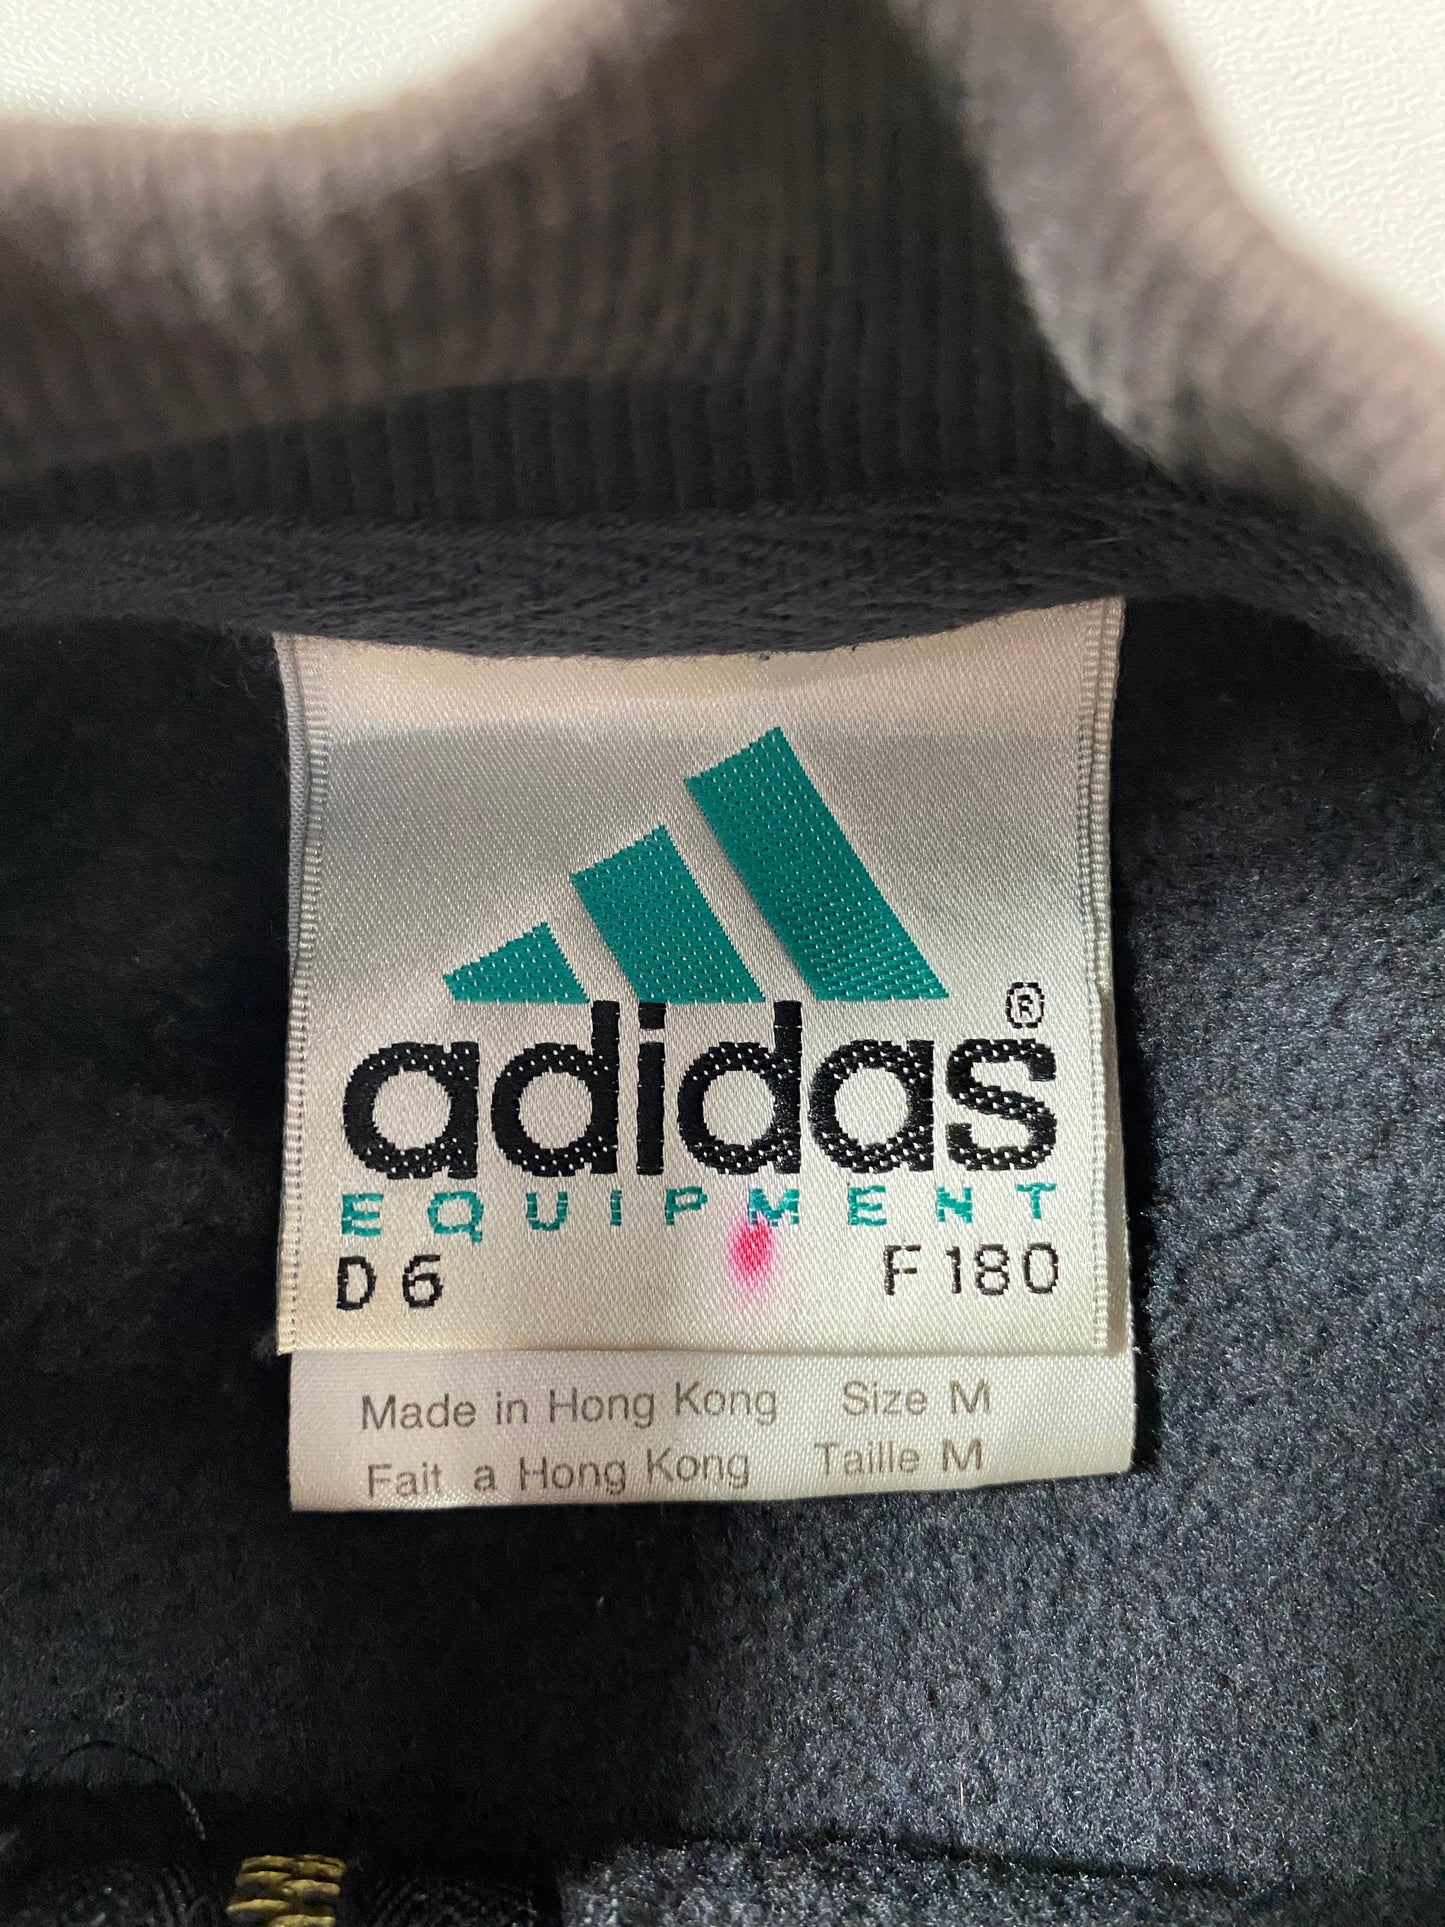 adidas ®
EQUIPMENT
D 6 F 180
Made in Hong Kong Size M
Fait a Hong Kong Taille M